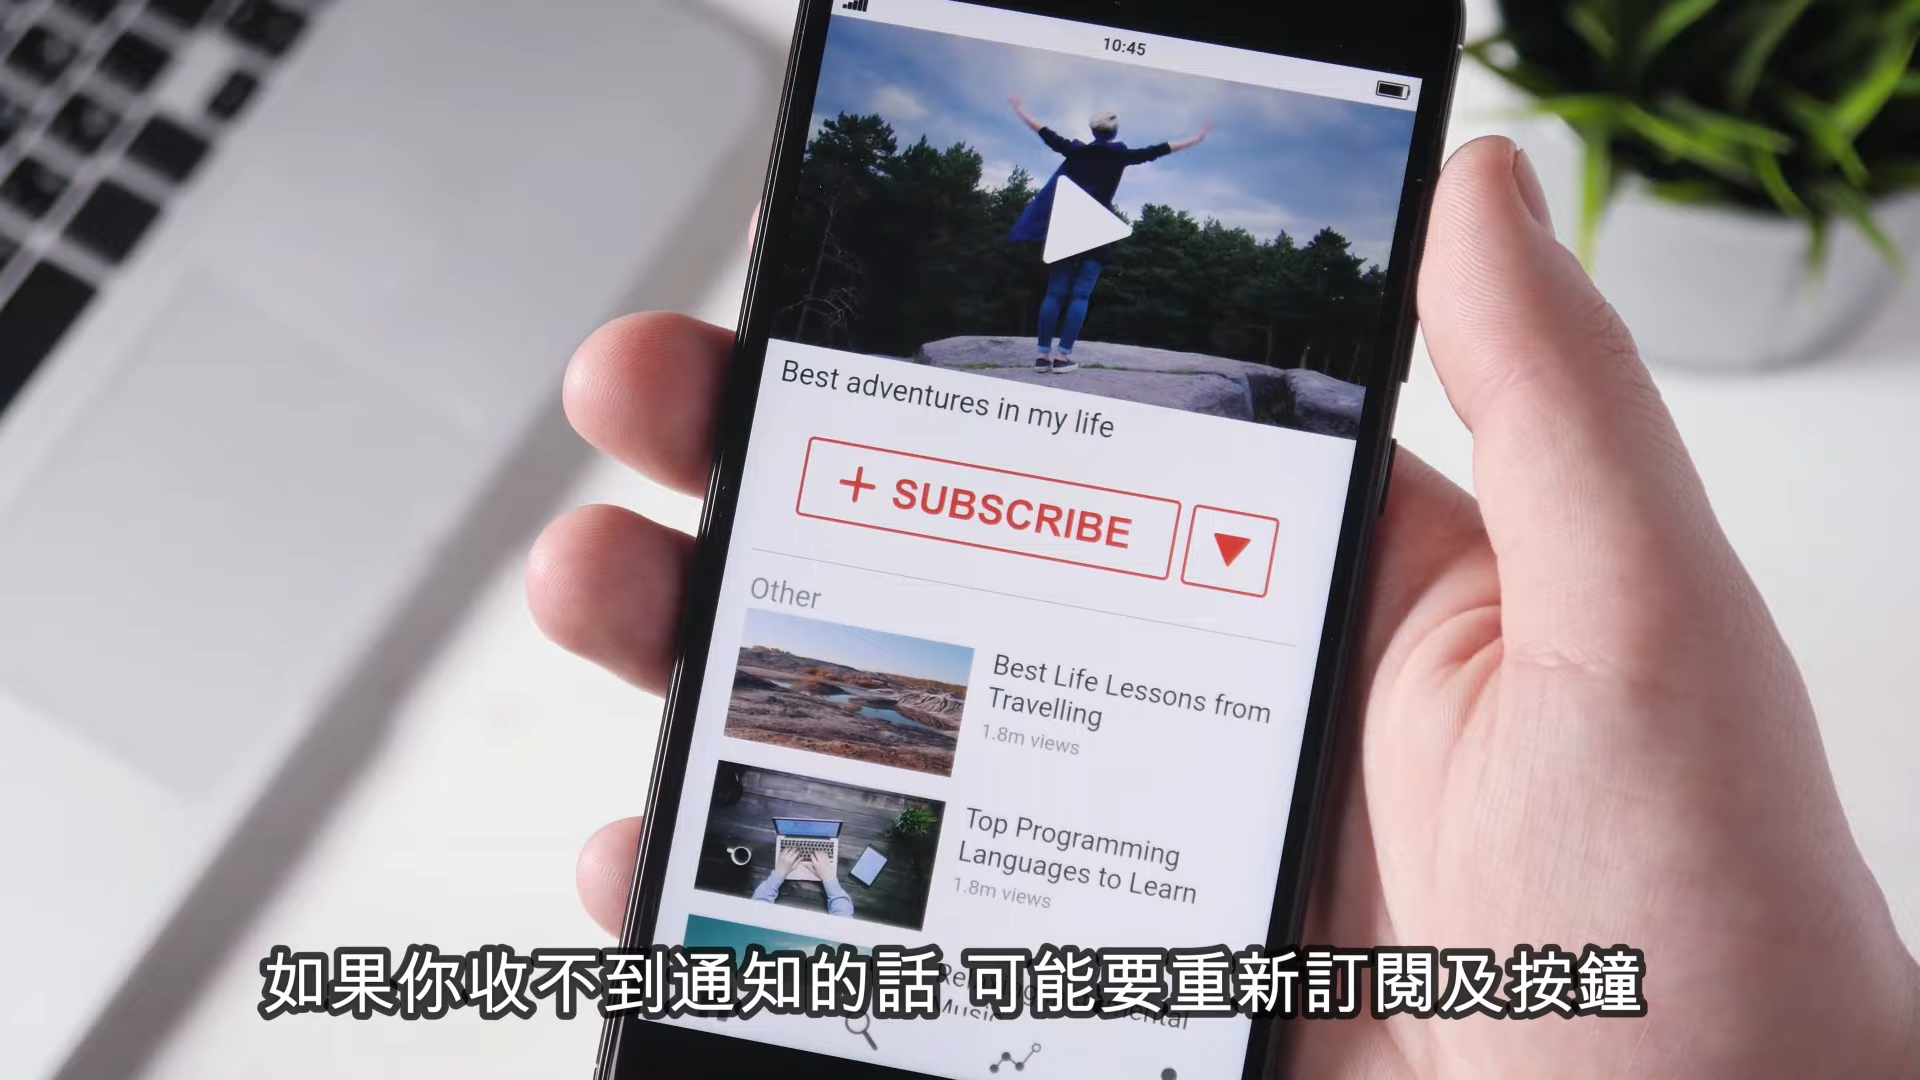 10:45
Best adventures in my life
+ SUBSCRIBE
Other
Best Life Lessons from
Travelling
1.8m views
Top Programming
Languages to Learn
1.8m views
如果你收不到通知的話 可能要重新訂閱及按鐘